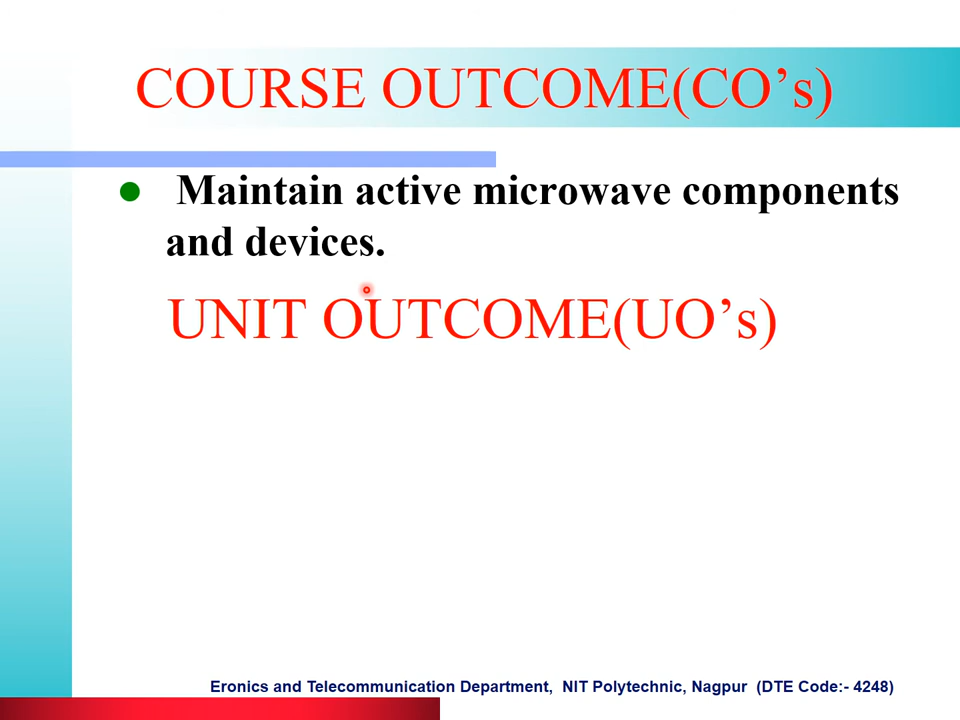 COURSE OUTCOME(CO’s)
Maintain active microwave components
and devices.
UNIT OUTCOME(UO’s)
Eronics and Telecommunication Department, NIT Polytechnic, Nagpur (DTE Code:- 4248)